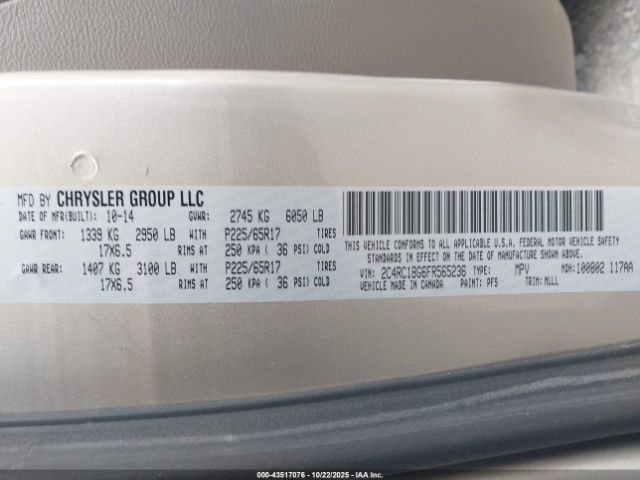 MFD BY CHRYSLER GROUP LLC
DATE OF MFR(BUILT): 10-14 GVWR: 2745 KG 6050 LB
GAWR FRONT: 1339 KG 2950 LB WITH P225/65R17 TIRES
17X6.5 RIMS AT 250 KPA ( 36 PSI) COLD
GAWR REAR: 1407 KG 3100 LB WITH P225/65R17 TIRES
17X6.5 RIMS AT 250 KPA ( 36 PSI) COLD
THIS VEHICLE CONFORMS TO ALL APPLICABLE U.S.A. FEDERAL MOTOR VEHICLE SAFETY
STANDARDS IN EFFECT ON THE DATE OF MANUFACTURE SHOWN ABOVE
VIN: 2C4RC1BG6FR565236 TYPE: MPV MDH: 100802 117AA
VEHICLE MADE IN CANADA PAINT: PFS TRIM: MLLL
000-43517076 - 10/22/2025 - IAA Inc.